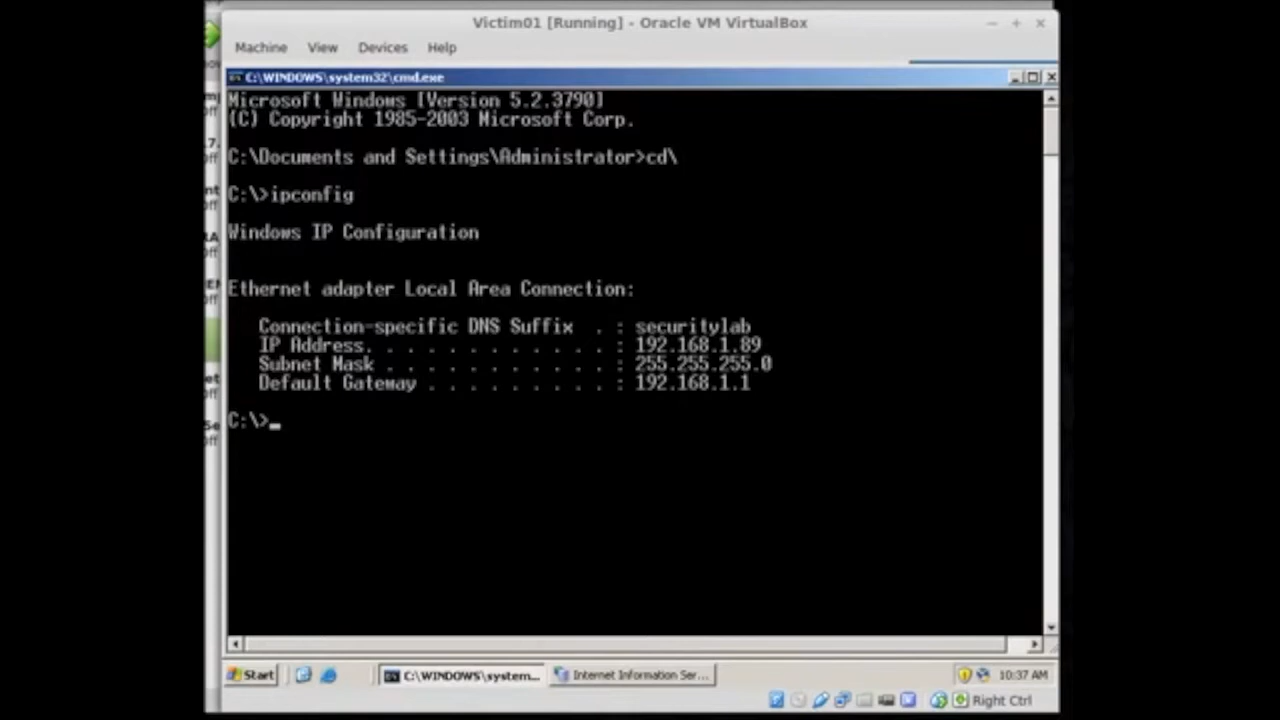 Victim01 [Running] - Oracle VM VirtualBox
Machine View Devices Help
C:\WINDOWS\system32\cmd.exe
Microsoft Windows [Version 5.2.3790]
(C) Copyright 1985-2003 Microsoft Corp.
C:\Documents and Settings\Administrator>cd\
C:\>ipconfig
Windows IP Configuration
Ethernet adapter Local Area Connection:
Connection-specific DNS Suffix . : securitylab
IP Address. . . . . . . . . . . . : 192.168.1.89
Subnet Mask . . . . . . . . . . . : 255.255.255.0
Default Gateway . . . . . . . . . : 192.168.1.1
C:\>_
Start C:\WINDOWS\system... Internet Information Ser... 10:37 AM
Right Ctrl